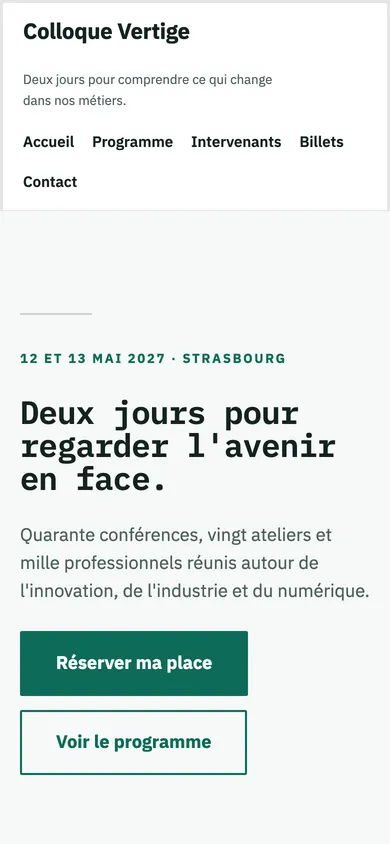 Colloque Vertige
Deux jours pour comprendre ce qui change
dans nos métiers.
Accueil Programme Intervenants Billets
Contact
12 ET 13 MAI 2027 · STRASBOURG
Deux jours pour
regarder l'avenir
en face.
Quarante conférences, vingt ateliers et
mille professionnels réunis autour de
l'innovation, de l'industrie et du numérique.
Réserver ma place
Voir le programme